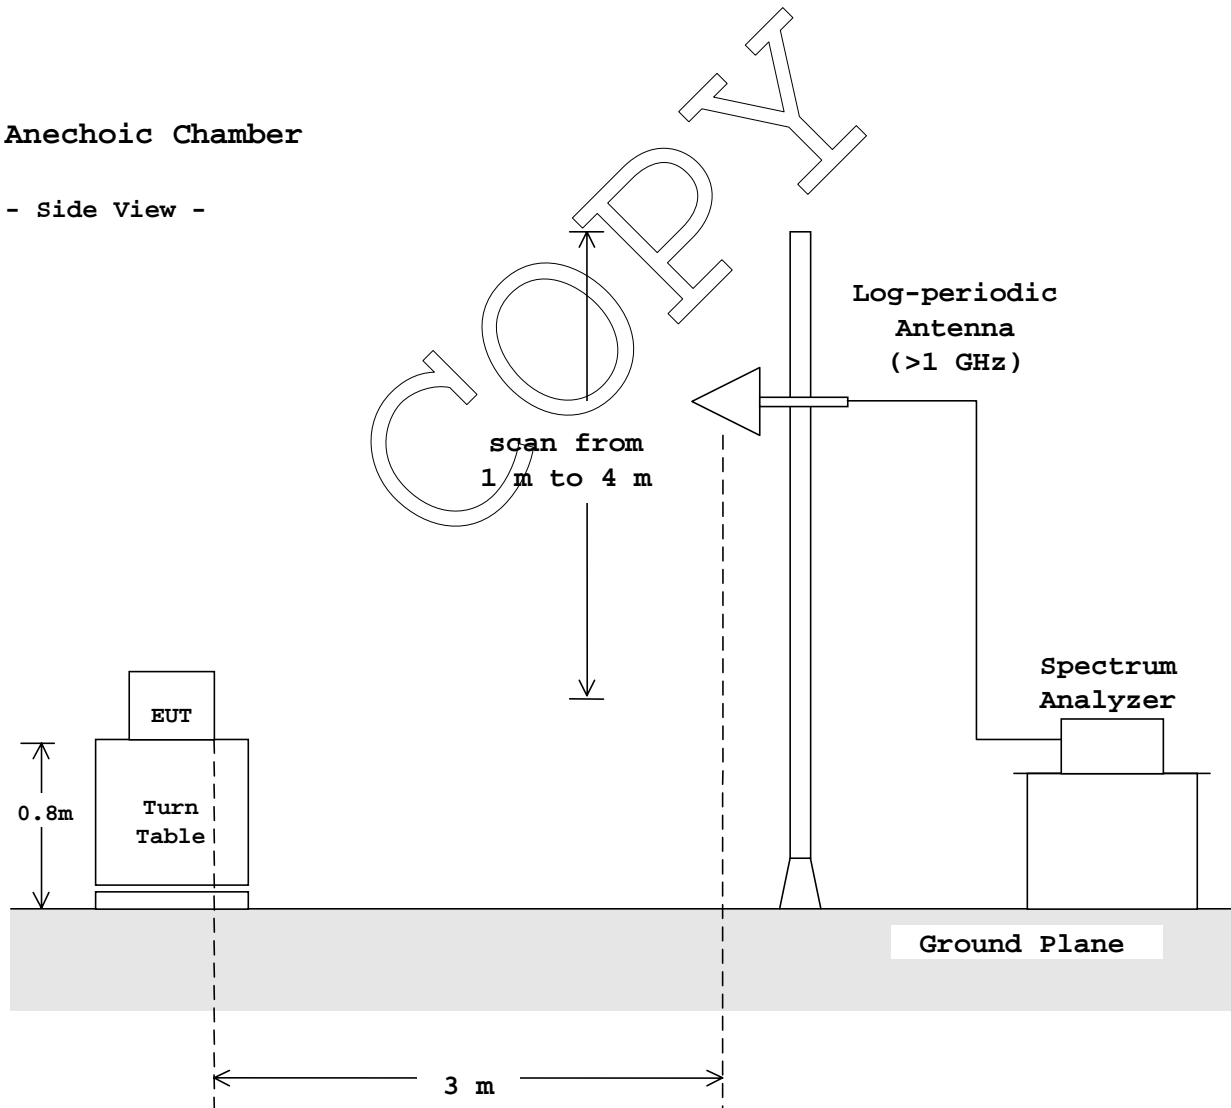 Anechoic Chamber
- Side View -
COPY
Log-periodic
Antenna
(>1 GHz)
scan from
1 m to 4 m
Spectrum
Analyzer
EUT
0.8m
Turn
Table
Ground Plane
3 m